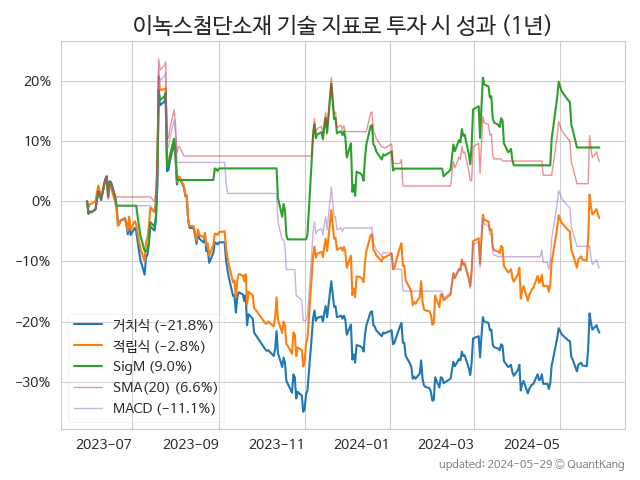 이녹스첨단소재 기술 지표로 투자 시 성과 (1년)
20%
10%
0%
−10%
−20%
−30%
거치식 (−21.8%)
적립식 (−2.8%)
SigM (9.0%)
SMA(20) (6.6%)
MACD (−11.1%)
2023−07
2023−09
2023−11
2024−01
2024−03
2024−05
updated: 2024−05−29 © QuantKang